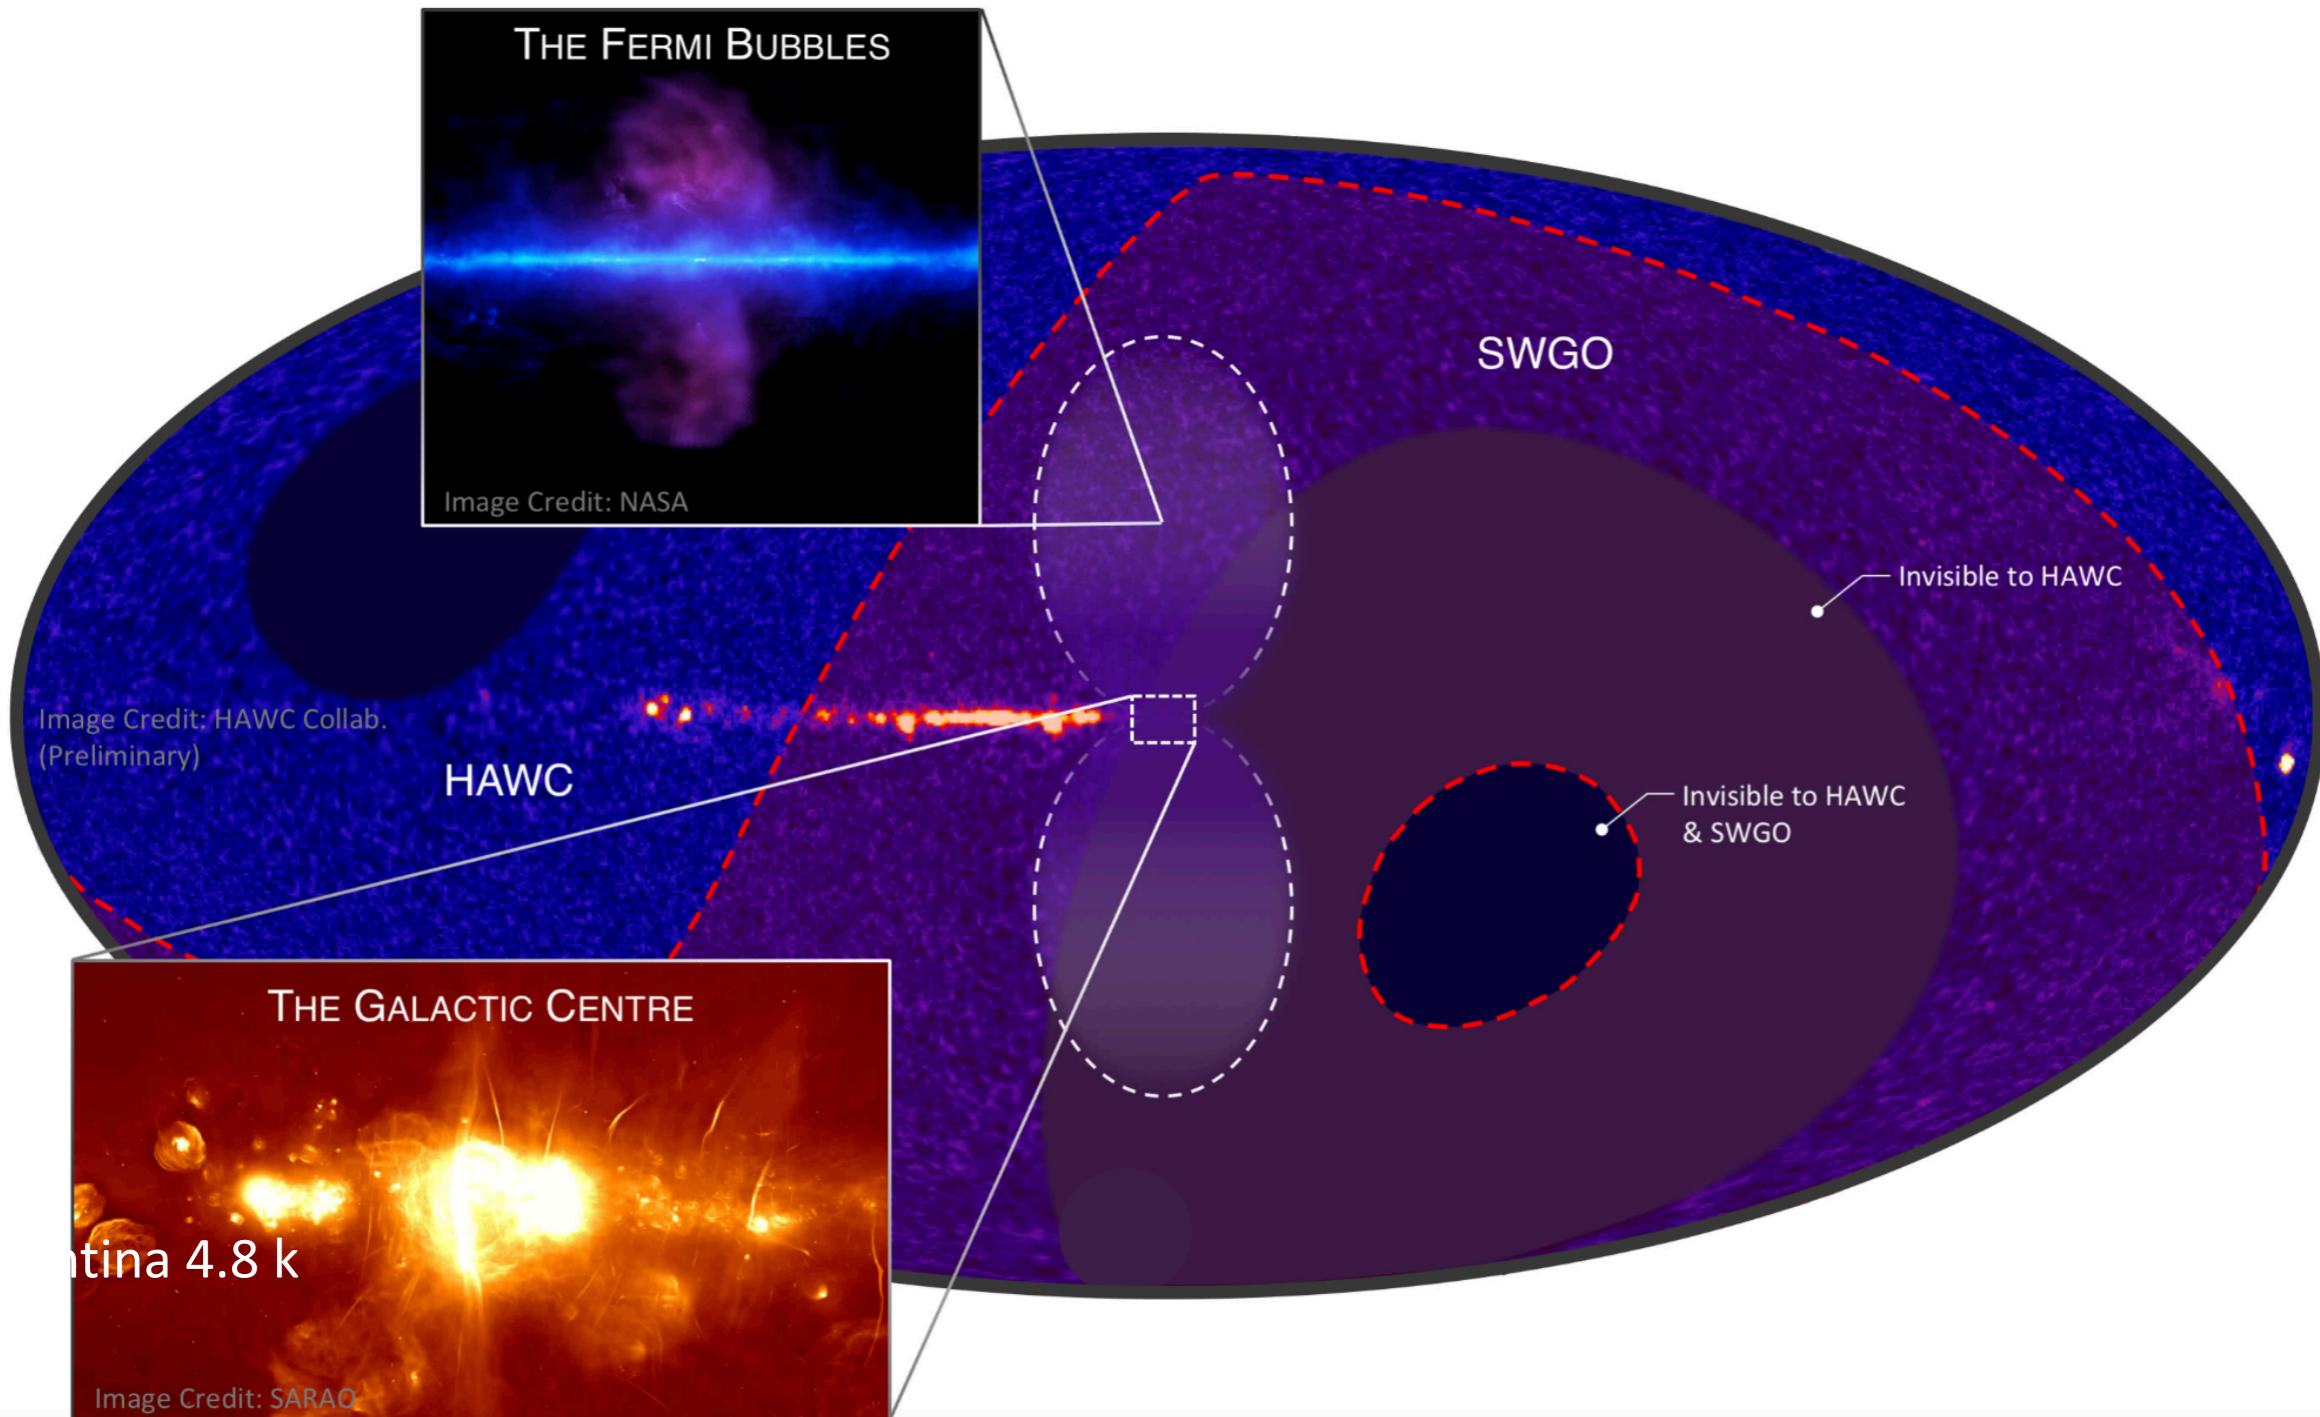 THE FERMI BUBBLES
Image Credit: NASA
SWGO
Invisible to HAWC
Image Credit: HAWC Collab.
(Preliminary)
HAWC
Invisible to HAWC
& SWGO
THE GALACTIC CENTRE
ntina 4.8 k
Image Credit: SARAO